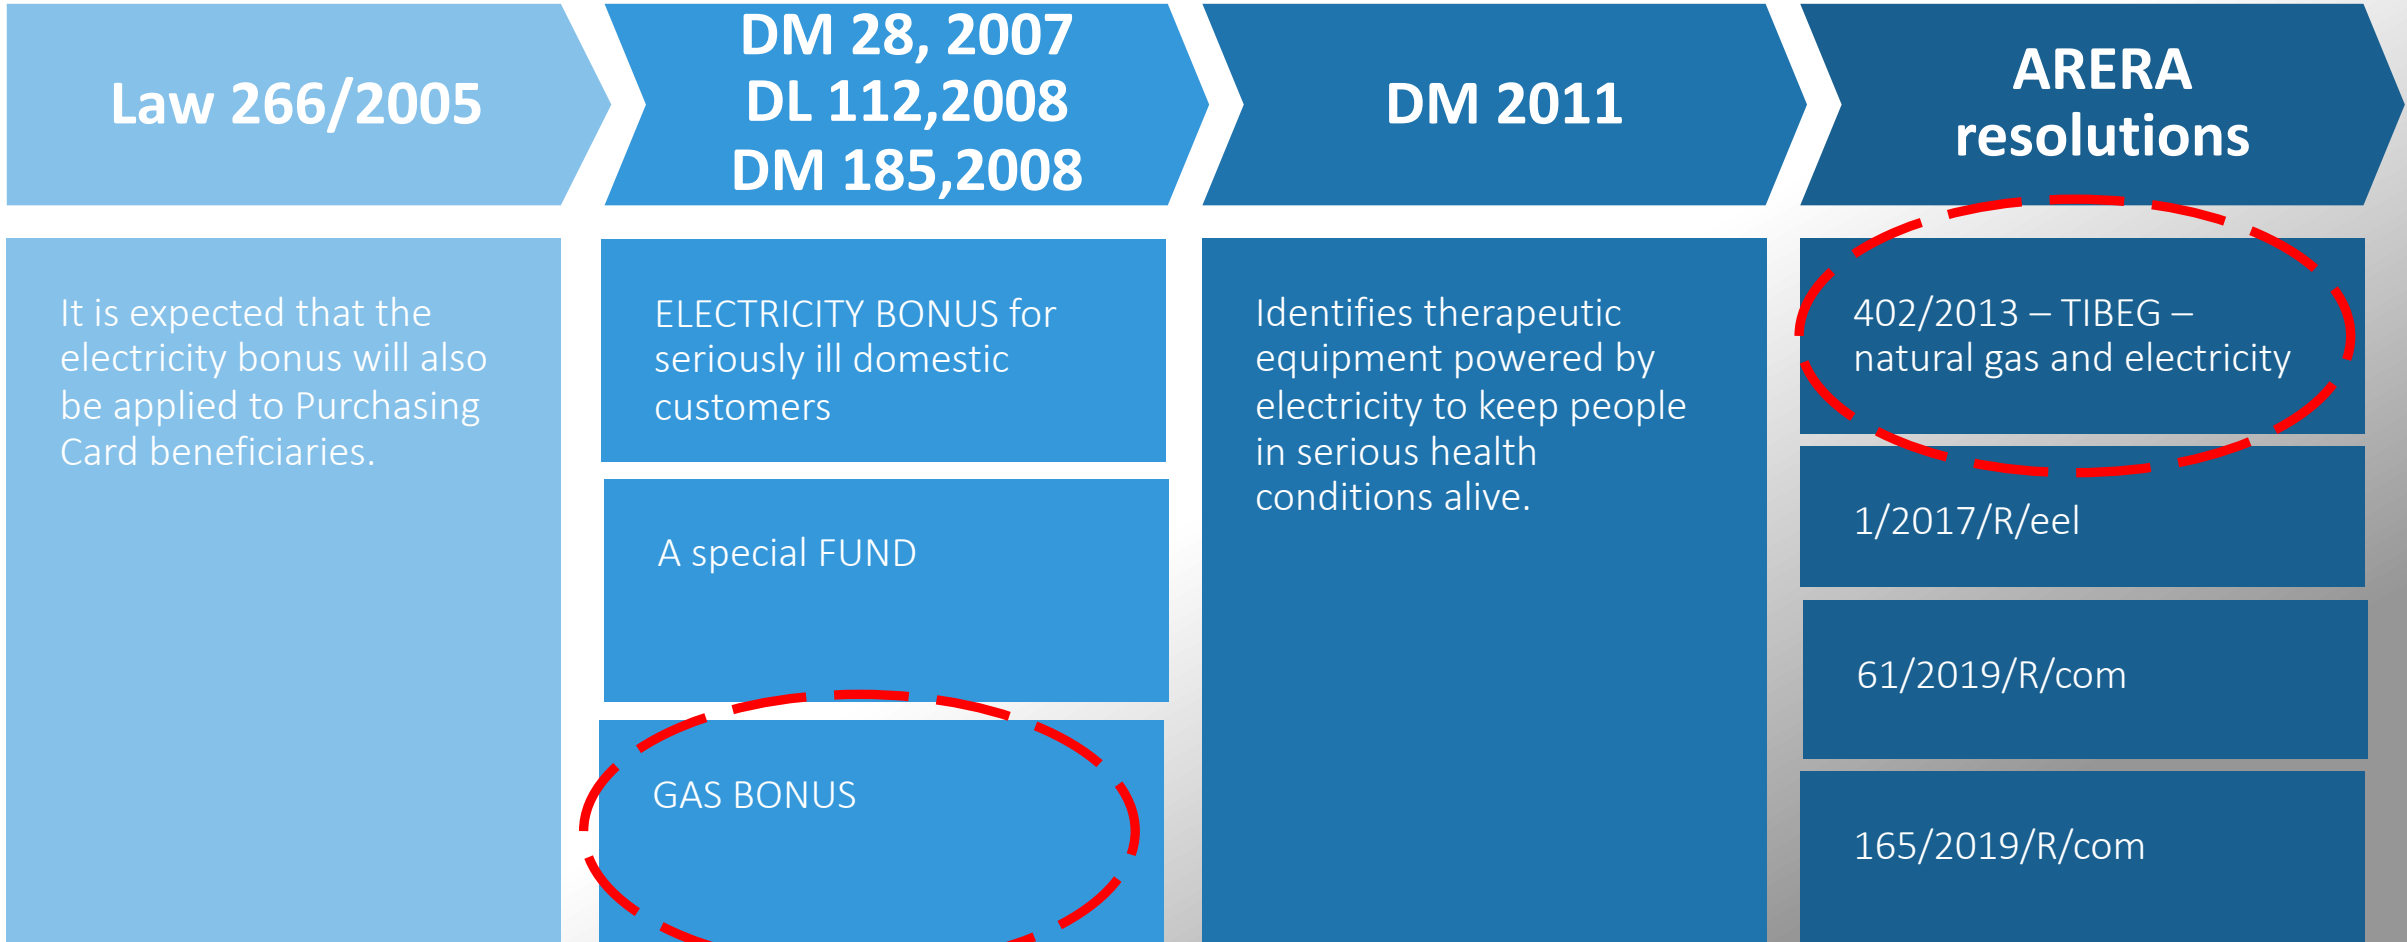 Law 266/2005
DM 28, 2007
DL 112,2008
DM 185,2008
DM 2011
ARERA
resolutions
It is expected that the
electricity bonus will also
be applied to Purchasing
Card beneficiaries.
ELECTRICITY BONUS for
seriously ill domestic
customers
A special FUND
GAS BONUS
Identifies therapeutic
equipment powered by
electricity to keep people
in serious health
conditions alive.
402/2013 – TIBEG –
natural gas and electricity
1/2017/R/eel
61/2019/R/com
165/2019/R/com